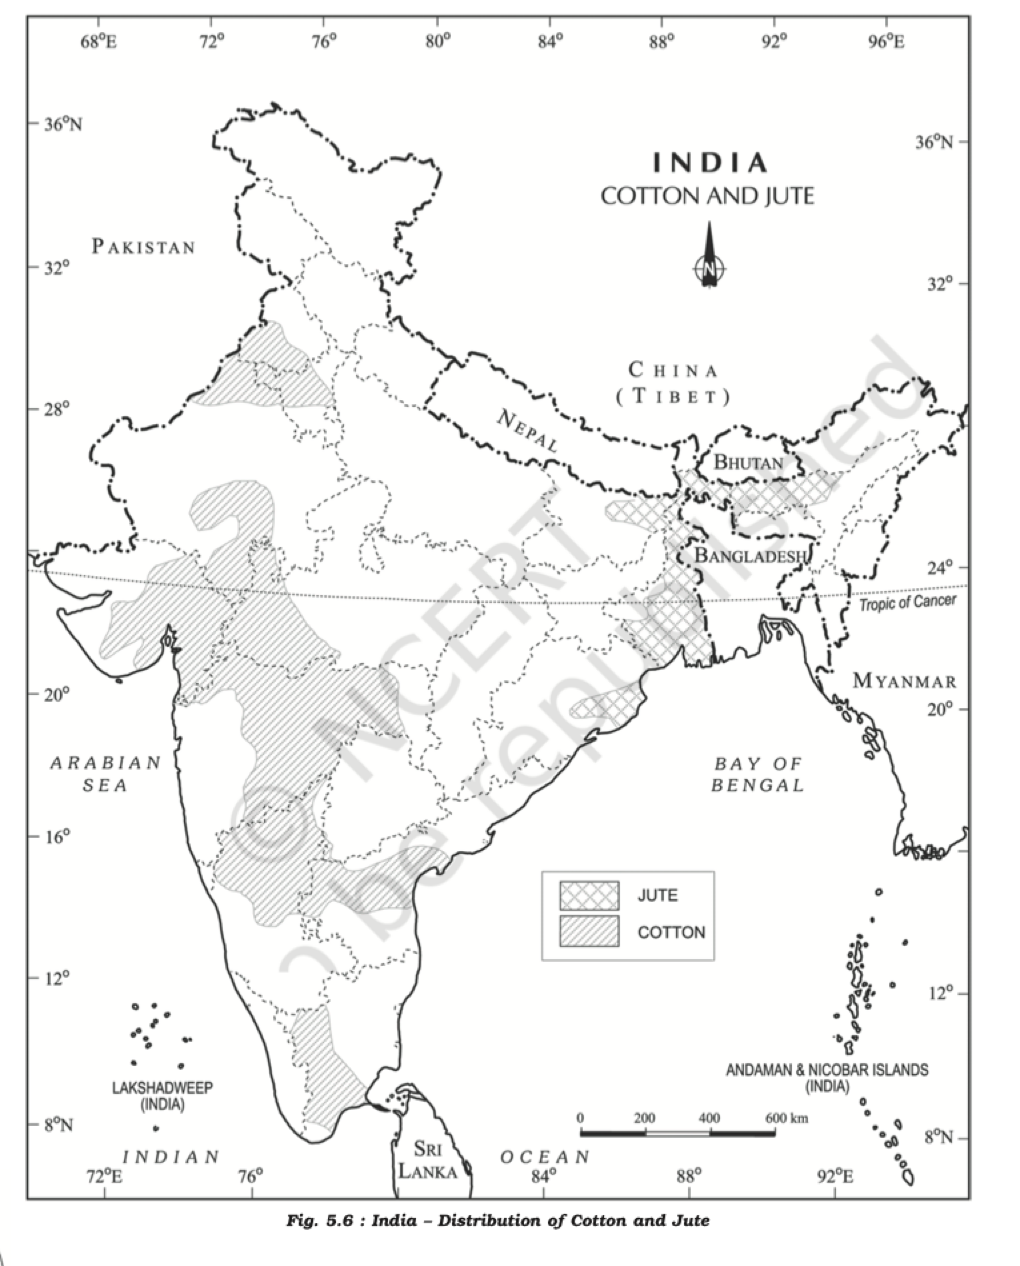 68°E 72° 76° 80° 84° 88° 92° 96°E
36°N
36°N
INDIA
COTTON AND JUTE
N
PAKISTAN
32°
32°
CHINA
(TIBET)
28°
NEPAL
BHUTAN
BANGLADESH
24°
Tropic of Cancer
MYANMAR
20°
20°
ARABIAN
SEA
BAY OF
BENGAL
© NCERT
be republished
16°
JUTE
COTTON
12°
12°
LAKSHADWEEP
(INDIA)
ANDAMAN & NICOBAR ISLANDS
(INDIA)
0 200 400 600 km
8°N
8°N
SRI
LANKA
INDIAN OCEAN
72°E 76° 84° 88° 92°E
Fig. 5.6 : India – Distribution of Cotton and Jute